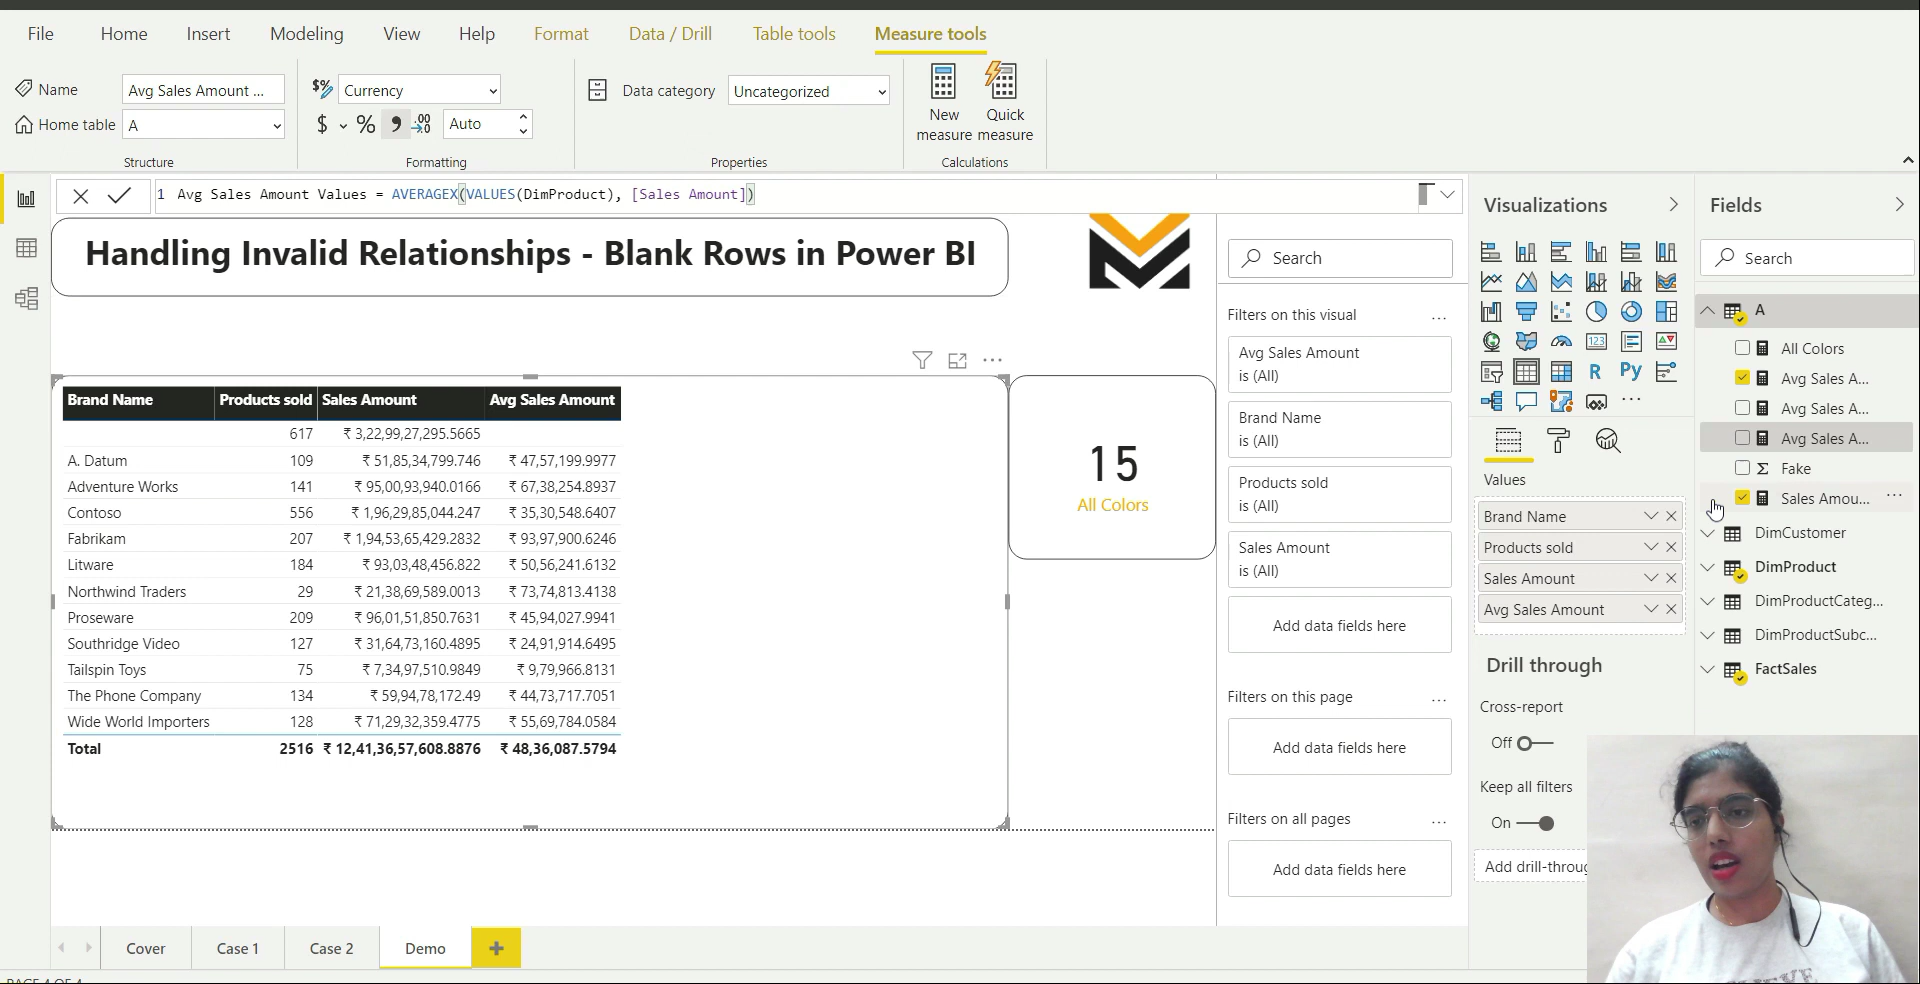 File Home Insert Modeling View Help Format Data / Drill Table tools Measure tools
Name Avg Sales Amount ...
Home table A
Structure
Currency
$ % 9 .00 →.0 Auto
Formatting
Data category Uncategorized
Properties
New measure
Quick measure
Calculations
1 Avg Sales Amount Values = AVERAGEX(VALUES(DimProduct), [Sales Amount])
Handling Invalid Relationships - Blank Rows in Power BI
Brand Name Products sold Sales Amount Avg Sales Amount
617 ₹ 3,22,99,27,295.5665
A. Datum 109 ₹ 51,85,34,799.746 ₹ 47,57,199.9977
Adventure Works 141 ₹ 95,00,93,940.0166 ₹ 67,38,254.8937
Contoso 556 ₹ 1,96,29,85,044.247 ₹ 35,30,548.6407
Fabrikam 207 ₹ 1,94,53,65,429.2832 ₹ 93,97,900.6246
Litware 184 ₹ 93,03,48,456.822 ₹ 50,56,241.6132
Northwind Traders 29 ₹ 21,38,69,589.0013 ₹ 73,74,813.4138
Proseware 209 ₹ 96,01,51,850.7631 ₹ 45,94,027.9941
Southridge Video 127 ₹ 31,64,73,160.4895 ₹ 24,91,914.6495
Tailspin Toys 75 ₹ 7,34,97,510.9849 ₹ 9,79,966.8131
The Phone Company 134 ₹ 59,94,78,172.49 ₹ 44,73,717.7051
Wide World Importers 128 ₹ 71,29,32,359.4775 ₹ 55,69,784.0584
Total 2516 ₹ 12,41,36,57,608.8876 ₹ 48,36,087.5794
15
All Colors
Search
Filters on this visual ...
Avg Sales Amount
is (All)
Brand Name
is (All)
Products sold
is (All)
Sales Amount
is (All)
Add data fields here
Filters on this page ...
Add data fields here
Filters on all pages ...
Add data fields here
Visualizations
123
R Py
...
Values
Brand Name
Products sold
Sales Amount
Avg Sales Amount
Drill through
Cross-report
Off
Keep all filters
On
Add drill-throug
Fields
Search
A
All Colors
Avg Sales A...
Avg Sales A...
Avg Sales A...
Σ Fake
Sales Amou... ...
DimCustomer
DimProduct
DimProductCateg...
DimProductSubc...
FactSales
Cover Case 1 Case 2 Demo +
PAGE 4 OF 4